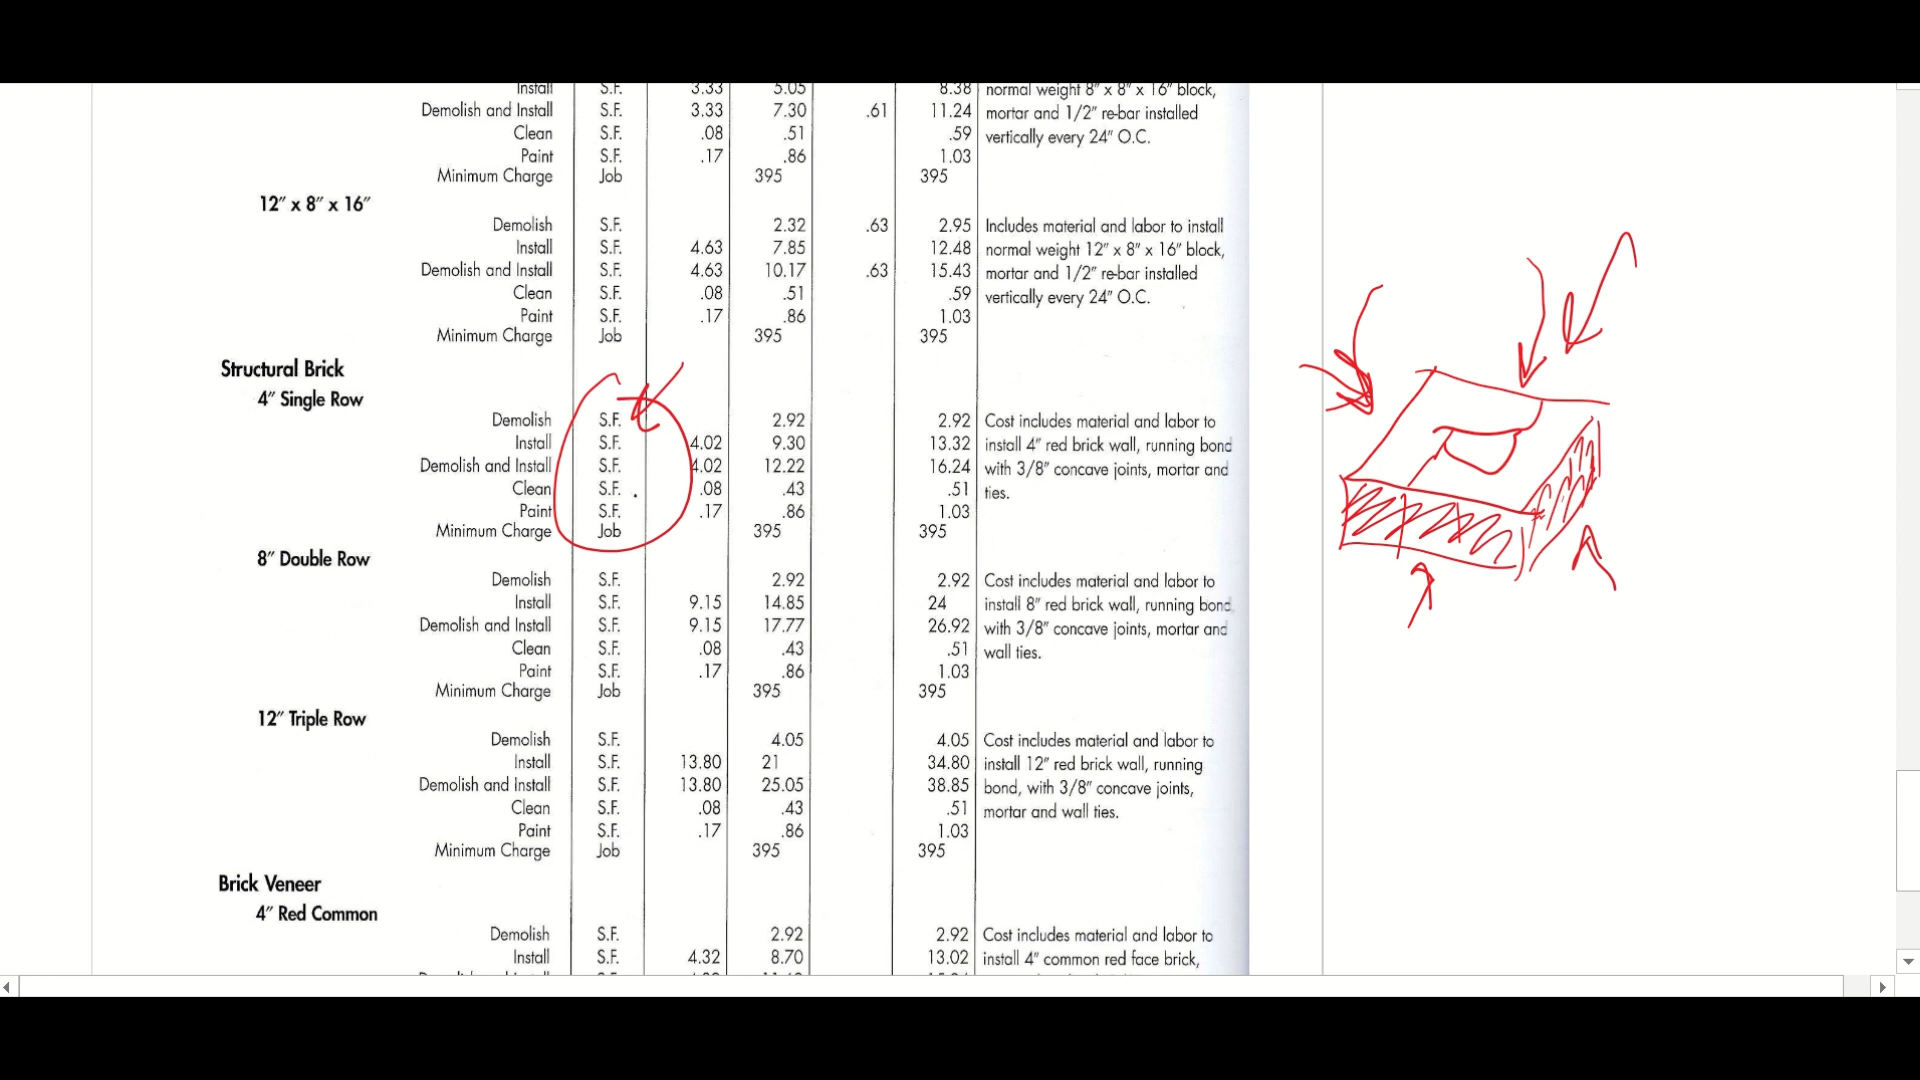 Install S.F. 3.33 5.05 8.38 normal weight 8″ x 8″ x 16″ block,
Demolish and Install S.F. 3.33 7.30 .61 11.24 mortar and 1/2″ re-bar installed
Clean S.F. .08 .51 .59 vertically every 24″ O.C.
Paint S.F. .17 .86 1.03
Minimum Charge Job 395 395
12″ x 8″ x 16″
Demolish S.F. 2.32 .63 2.95 Includes material and labor to install
Install S.F. 4.63 7.85 12.48 normal weight 12″ x 8″ x 16″ block,
Demolish and Install S.F. 4.63 10.17 .63 15.43 mortar and 1/2″ re-bar installed
Clean S.F. .08 .51 .59 vertically every 24″ O.C.
Paint S.F. .17 .86 1.03
Minimum Charge Job 395 395
Structural Brick
4″ Single Row
Demolish S.F. 2.92 2.92 Cost includes material and labor to
Install S.F. 4.02 9.30 13.32 install 4″ red brick wall, running bond
Demolish and Install S.F. 4.02 12.22 16.24 with 3/8″ concave joints, mortar and
Clean S.F. .08 .43 .51 ties.
Paint S.F. .17 .86 1.03
Minimum Charge Job 395 395
8″ Double Row
Demolish S.F. 2.92 2.92 Cost includes material and labor to
Install S.F. 9.15 14.85 24 install 8″ red brick wall, running bond,
Demolish and Install S.F. 9.15 17.77 26.92 with 3/8″ concave joints, mortar and
Clean S.F. .08 .43 .51 wall ties.
Paint S.F. .17 .86 1.03
Minimum Charge Job 395 395
12″ Triple Row
Demolish S.F. 4.05 4.05 Cost includes material and labor to
Install S.F. 13.80 21 34.80 install 12″ red brick wall, running
Demolish and Install S.F. 13.80 25.05 38.85 bond, with 3/8″ concave joints,
Clean S.F. .08 .43 .51 mortar and wall ties.
Paint S.F. .17 .86 1.03
Minimum Charge Job 395 395
Brick Veneer
4″ Red Common
Demolish S.F. 2.92 2.92 Cost includes material and labor to
Install S.F. 4.32 8.70 13.02 install 4″ common red face brick,